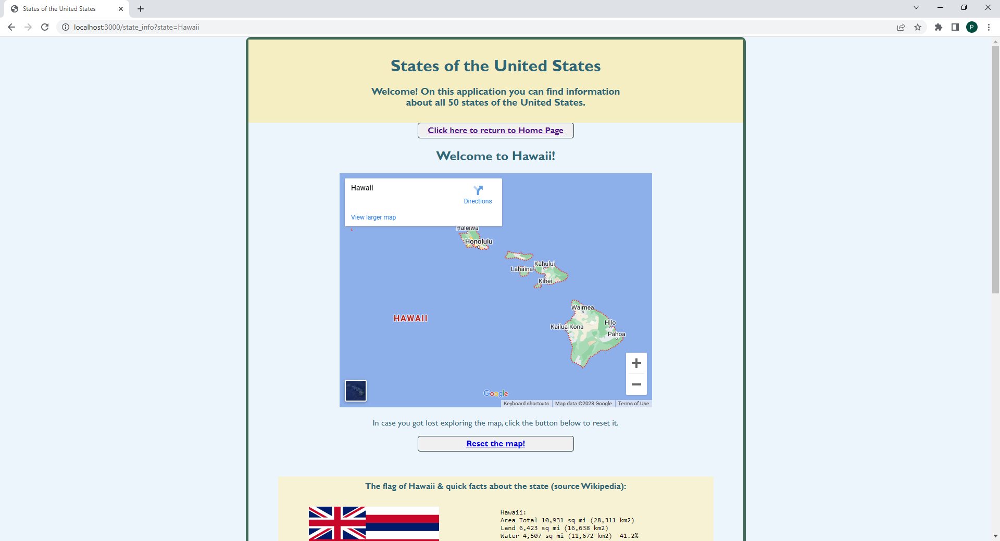 States of the United States
localhost:3000/state_info?state=Hawaii
P
States of the United States
Welcome! On this application you can find information
about all 50 states of the United States.
Click here to return to Home Page
Welcome to Hawaii!
Hawaii
Directions
View larger map
Haleiwa
Honolulu
Kahului
Lahaina
Kihei
Waimea
HAWAII
Hilo
Kailua-Kona
Pāhoa
Google
Keyboard shortcuts
Map data ©2023 Google
Terms of Use
In case you got lost exploring the map, click the button below to reset it.
Reset the map!
The flag of Hawaii & quick facts about the state (source Wikipedia):
Hawaii:
Area Total 10,931 sq mi (28,311 km2)
Land 6,423 sq mi (16,638 km2)
Water 4,507 sq mi (11,672 km2)  41.2%